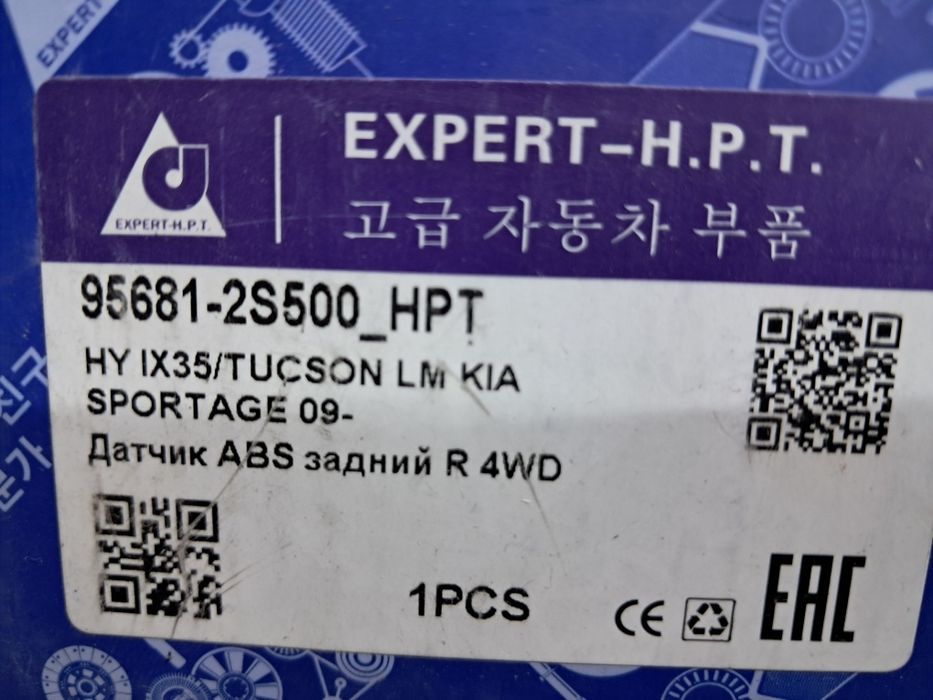 EXPERT
EXPERT-H.P.T.
EXPERT-H.P.T.
고급 자동차 부품
95681-2S500_HPT
HY IX35/TUCSON LM KIA
SPORTAGE 09-
Датчик ABS задний R 4WD
1PCS
CE
EAC